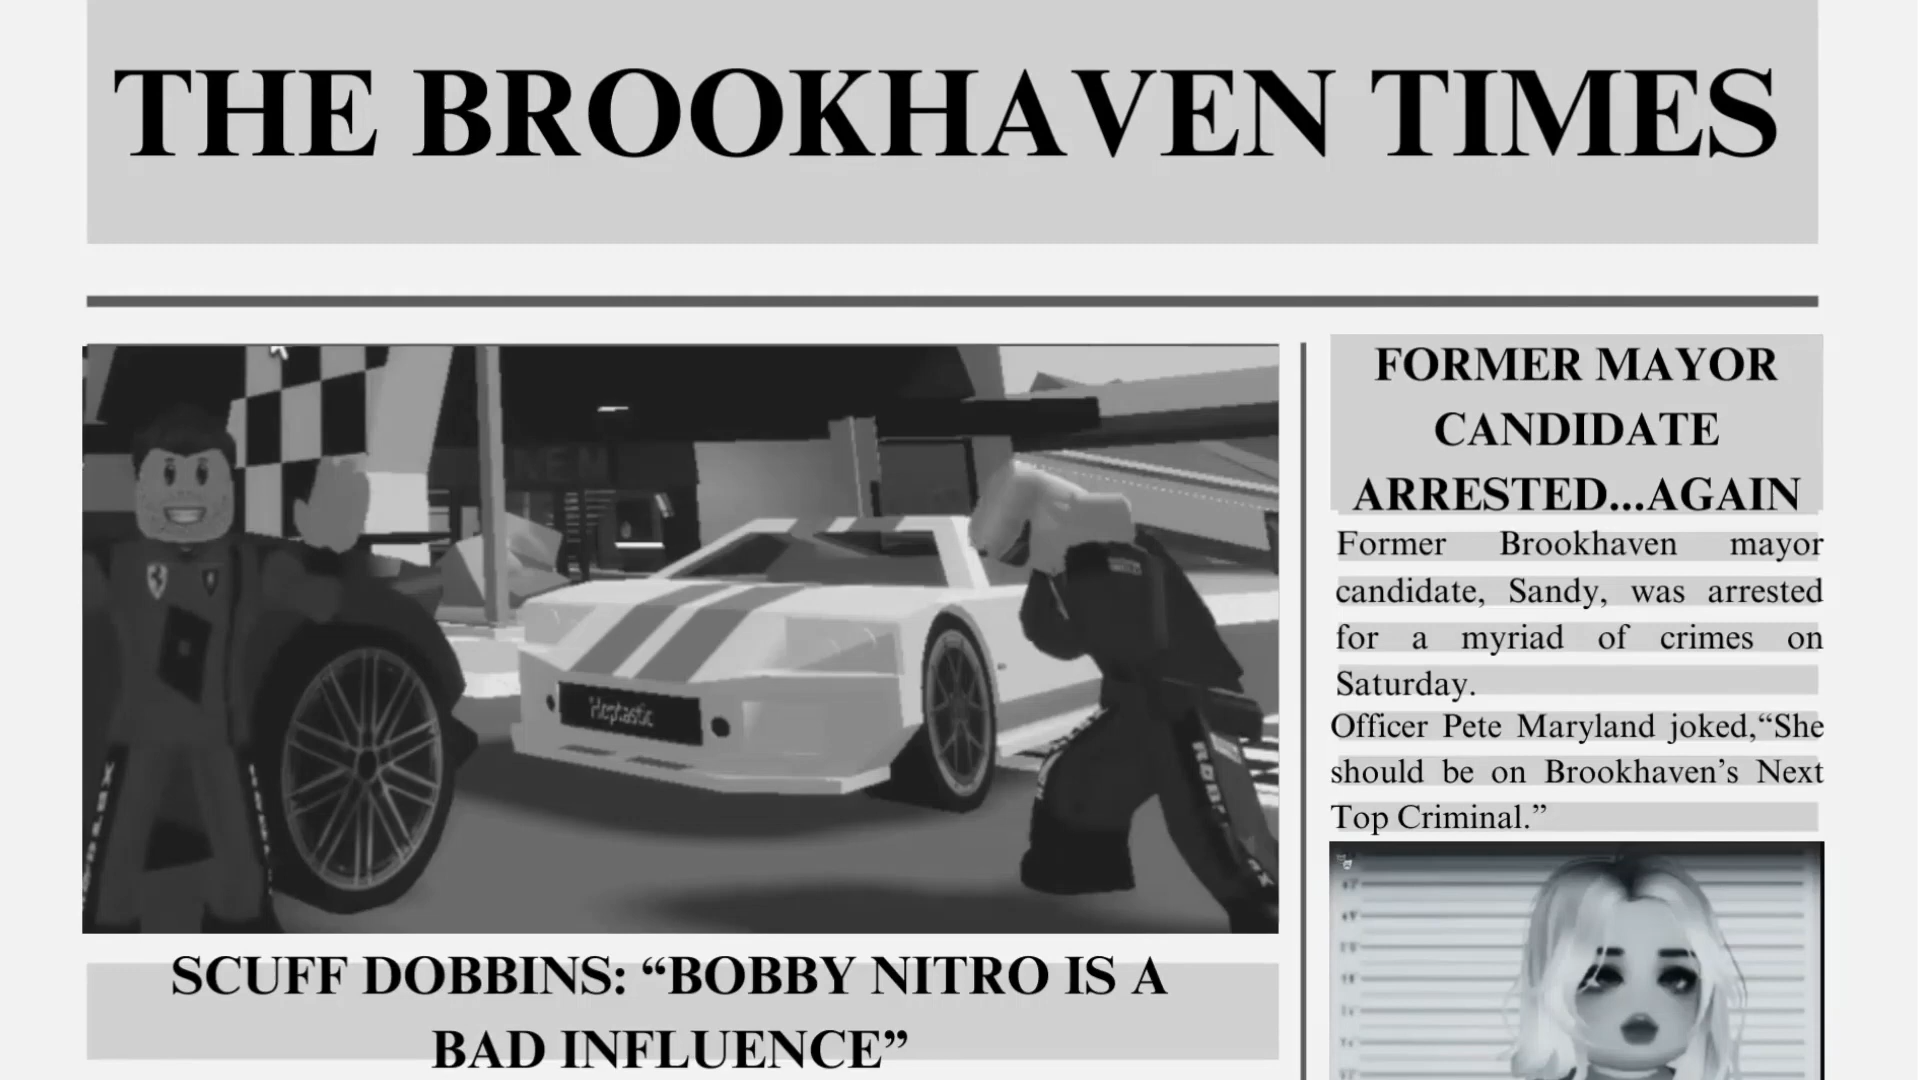 THE BROOKHAVEN TIMES
Hoptastic
SCUFF DOBBINS: “BOBBY NITRO IS A
BAD INFLUENCE”
FORMER MAYOR
CANDIDATE
ARRESTED...AGAIN
Former Brookhaven mayor
candidate, Sandy, was arrested
for a myriad of crimes on
Saturday.
Officer Pete Maryland joked,“She
should be on Brookhaven’s Next
Top Criminal.”